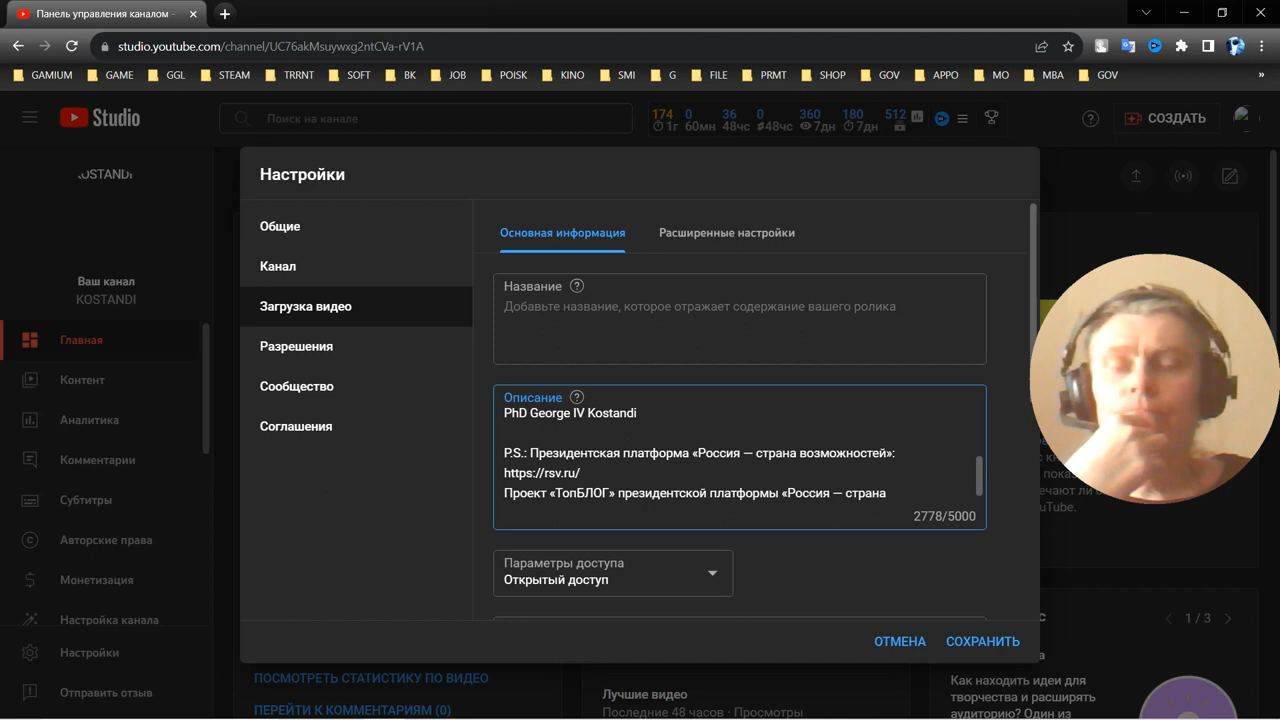 Панель управления каналом -
studio.youtube.com/channel/UC76akMsuywxg2ntCVa-rV1A
GAMIUM GAME GGL STEAM TRRNT SOFT BK JOB POISK KINO SMI G FILE PRMT SHOP GOV APPO MO MBA GOV »
Studio
Поиск на канале
174 0 36 0 360 180 512
1г 60мн 48чс 48чс 7дн 7дн
СОЗДАТЬ
KOSTANDI
Ваш канал
KOSTANDI
Главная
Контент
Аналитика
Комментарии
Субтитры
Авторские права
Монетизация
Настройка канала
Настройки
Отправить отзыв
Настройки
Общие
Канал
Загрузка видео
Разрешения
Сообщество
Соглашения
Основная информация
Расширенные настройки
Название
Добавьте название, которое отражает содержание вашего ролика
Описание
PhD George IV Kostandi
P.S.: Президентская платформа «Россия — страна возможностей»:
https://rsv.ru/
Проект «ТопБЛОГ» президентской платформы «Россия — страна
2778/5000
Параметры доступа
Открытый доступ
ОТМЕНА
СОХРАНИТЬ
1 / 3
ПОСМОТРЕТЬ СТАТИСТИКУ ПО ВИДЕО
ПЕРЕЙТИ К КОММЕНТАРИЯМ (0)
Лучшие видео
Последние 48 часов · Просмотры
Как находить идеи для
творчества и расширять
аудиторию? Один из